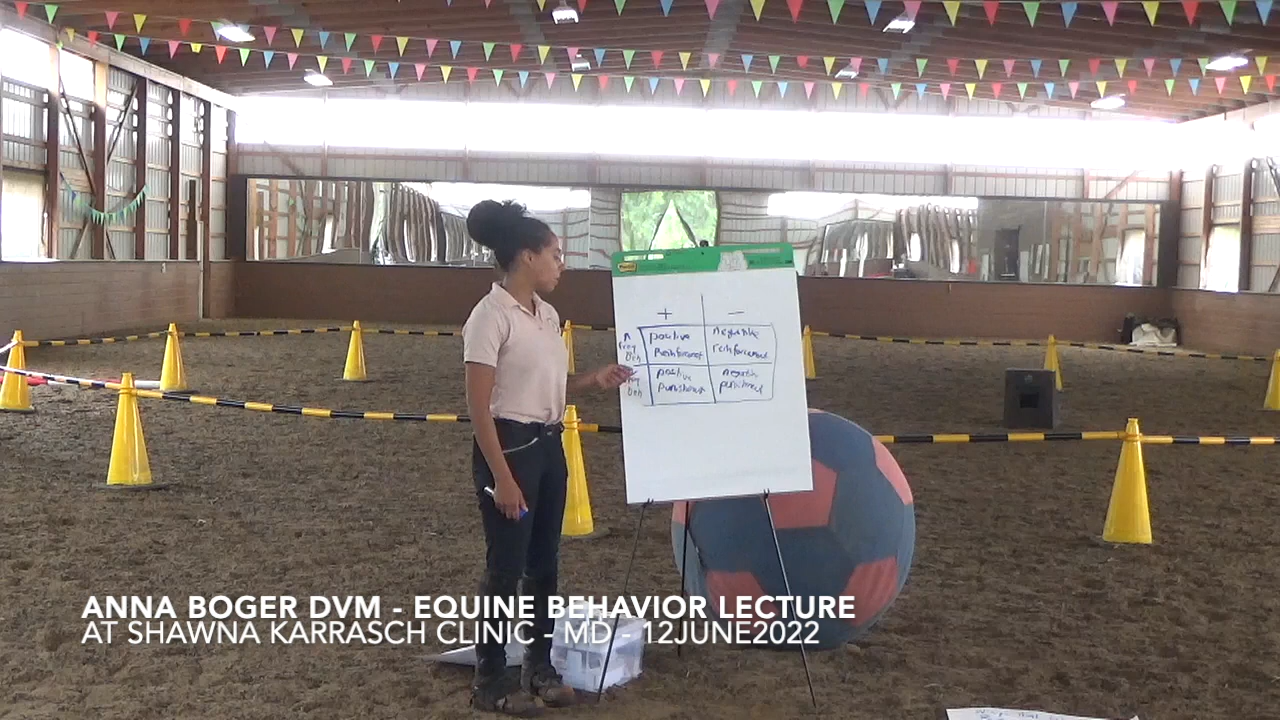 + −
positive negative
Reinforcement reinforcement
positive negative
punishment punishment
ANNA BOGER DVM - EQUINE BEHAVIOR LECTURE
AT SHAWNA KARRASCH CLINIC - MD - 12JUNE2022